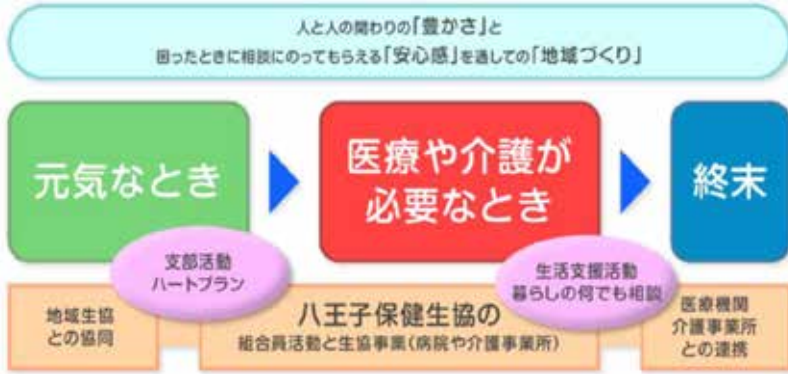 人と人の関わりの「豊かさ」と
困ったときに相談にのってもらえる「安心感」を通しての「地域づくり」
元気なとき
医療や介護が
必要なとき
終末
支部活動
ハートプラン
生活支援活動
暮らしの何でも相談
地域生協
との協同
八王子保健生協の
組合員活動と生協事業(病院や介護事業所)
医療機関
介護事業所
との連携